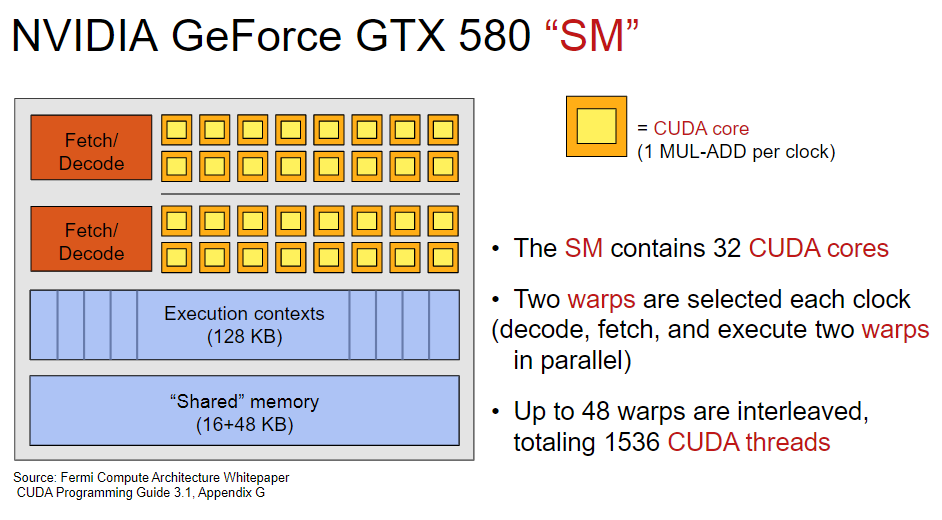 NVIDIA GeForce GTX 580 “SM”
Fetch/
Decode
Fetch/
Decode
Execution contexts
(128 KB)
“Shared” memory
(16+48 KB)
Source: Fermi Compute Architecture Whitepaper
CUDA Programming Guide 3.1, Appendix G
= CUDA core
(1 MUL-ADD per clock)
• The SM contains 32 CUDA cores
• Two warps are selected each clock
(decode, fetch, and execute two warps
in parallel)
• Up to 48 warps are interleaved,
totaling 1536 CUDA threads